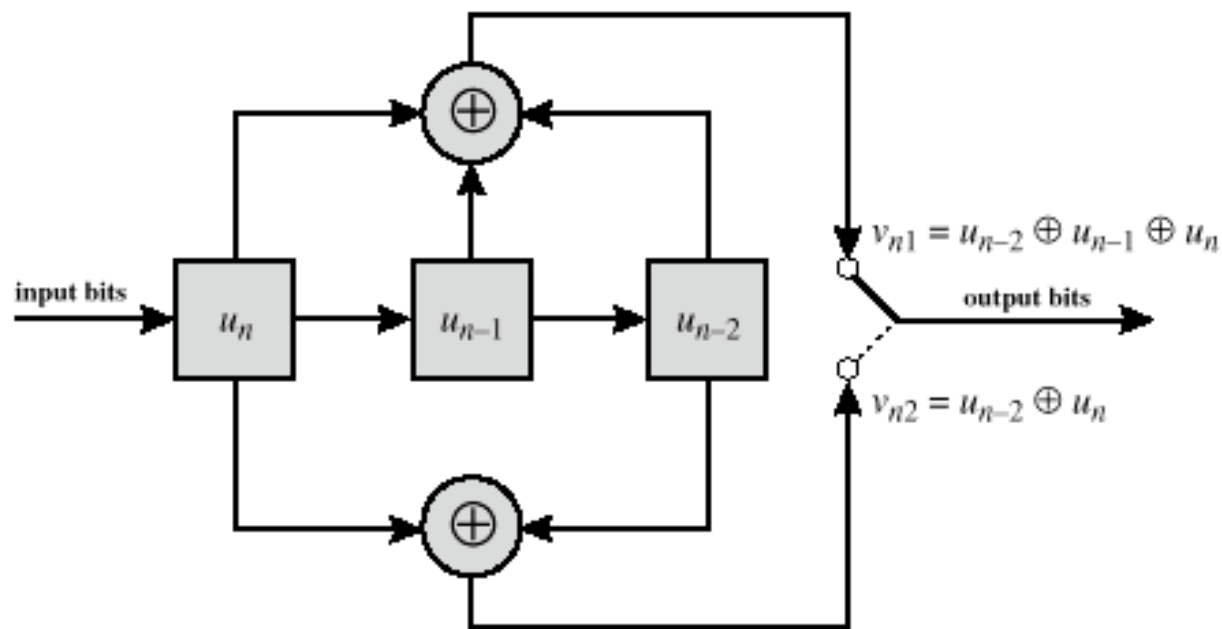 ⊕
v_{n1} = u_{n–2} ⊕ u_{n–1} ⊕ u_n
input bits
u_n
u_{n–1}
u_{n–2}
output bits
v_{n2} = u_{n–2} ⊕ u_n
⊕